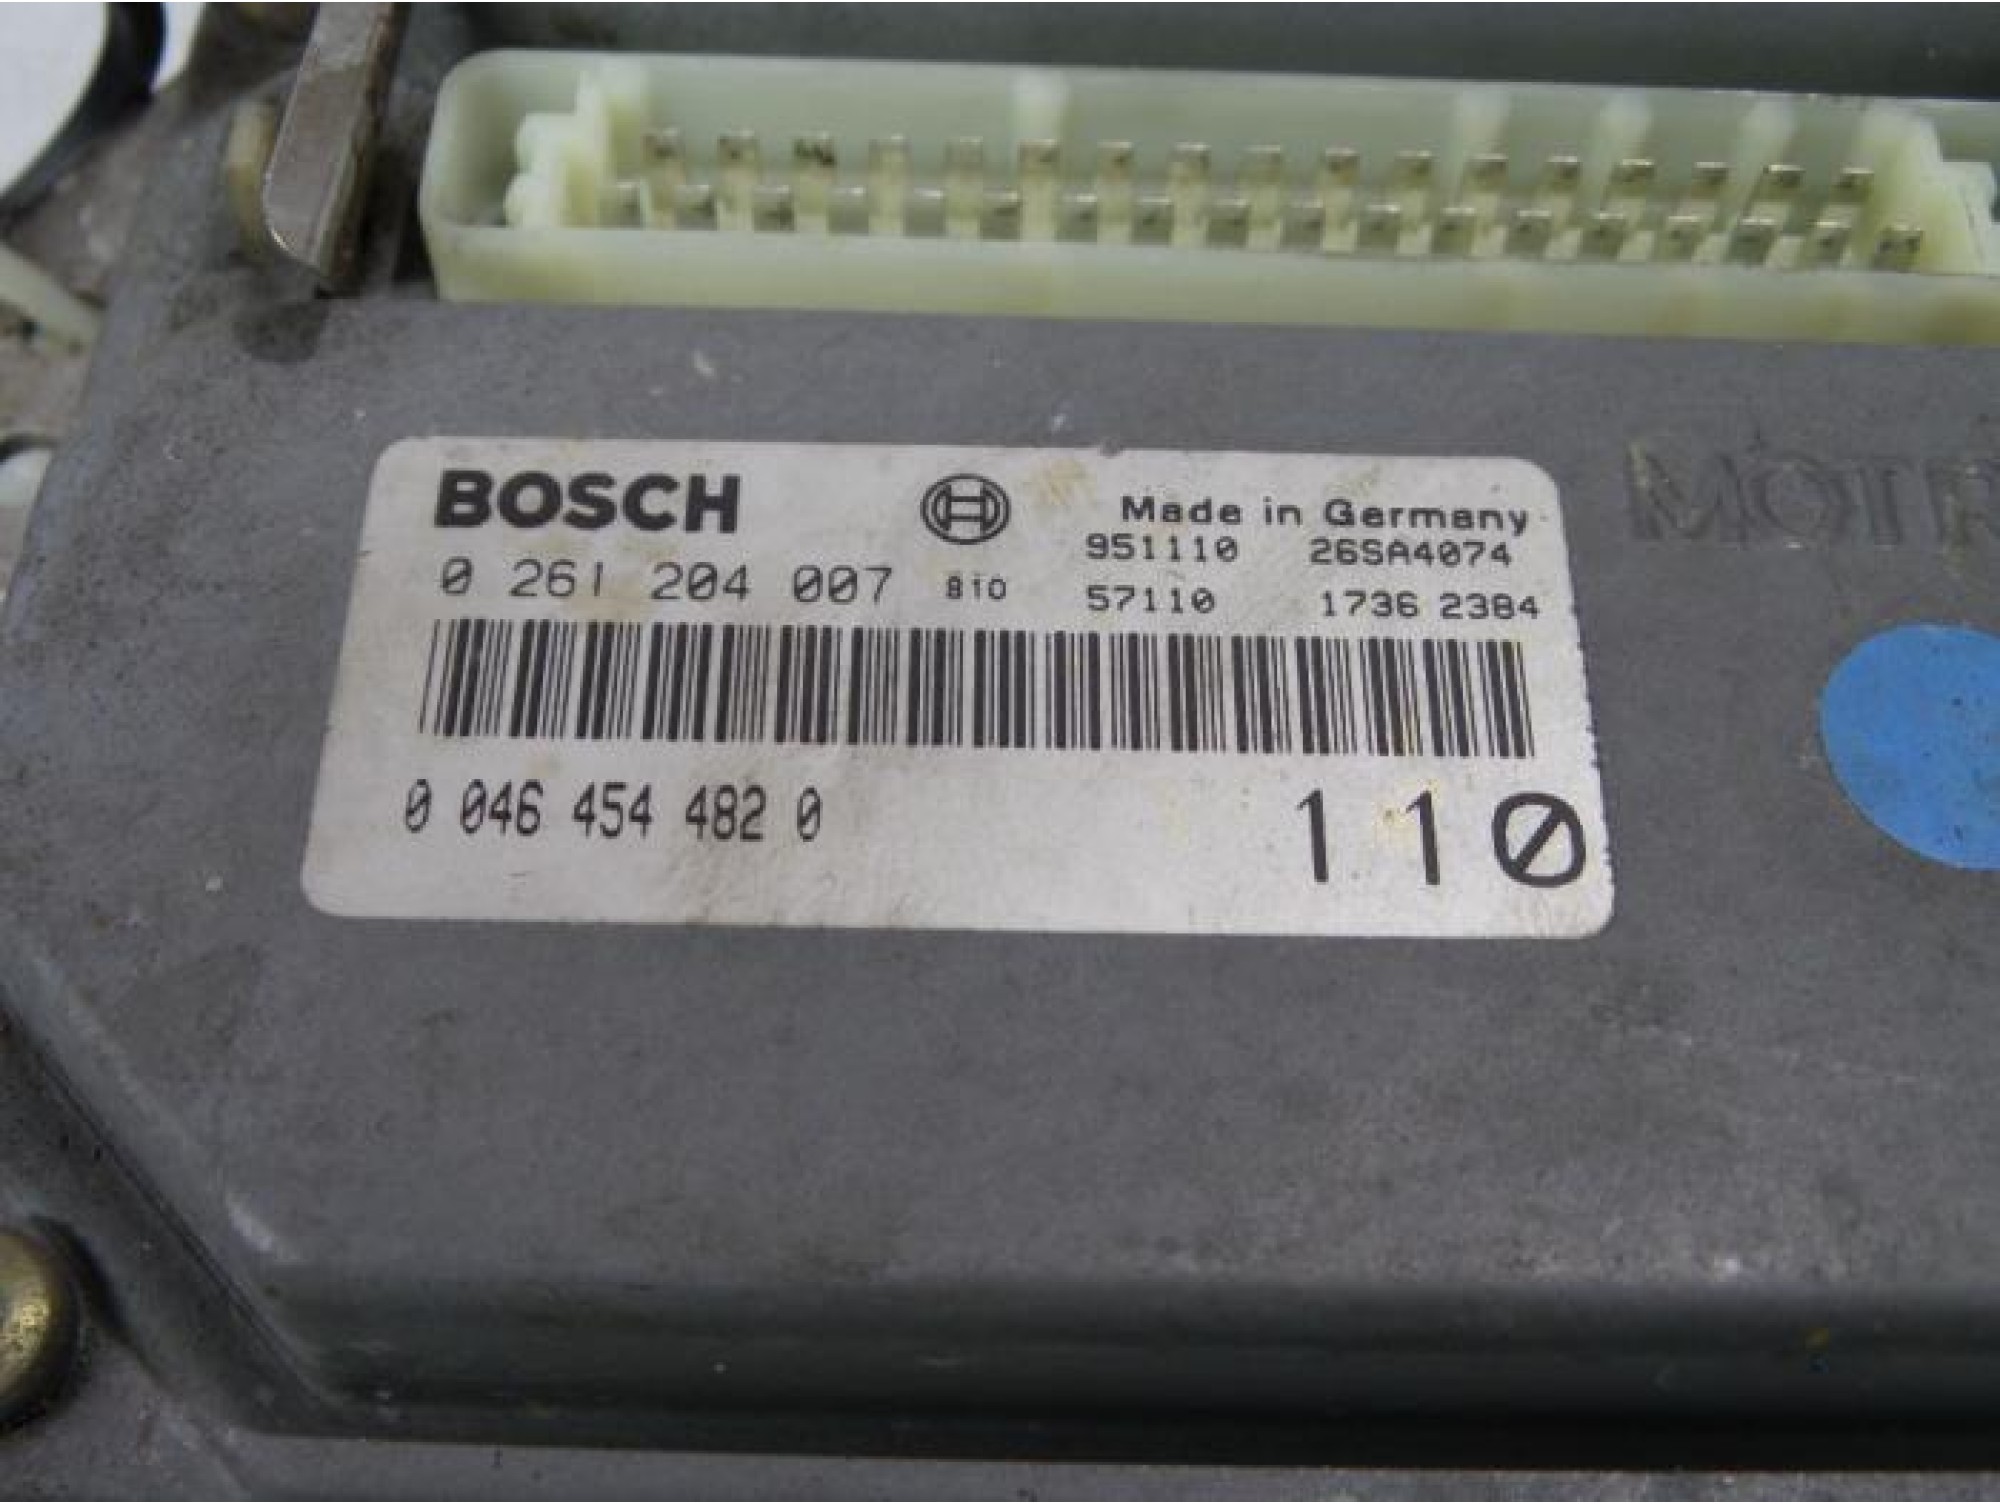 BOSCH
Made in Germany
951110 26SA4074
0 261 204 007 810 57110 1736 2384
0 046 454 482 0
110
MOTR